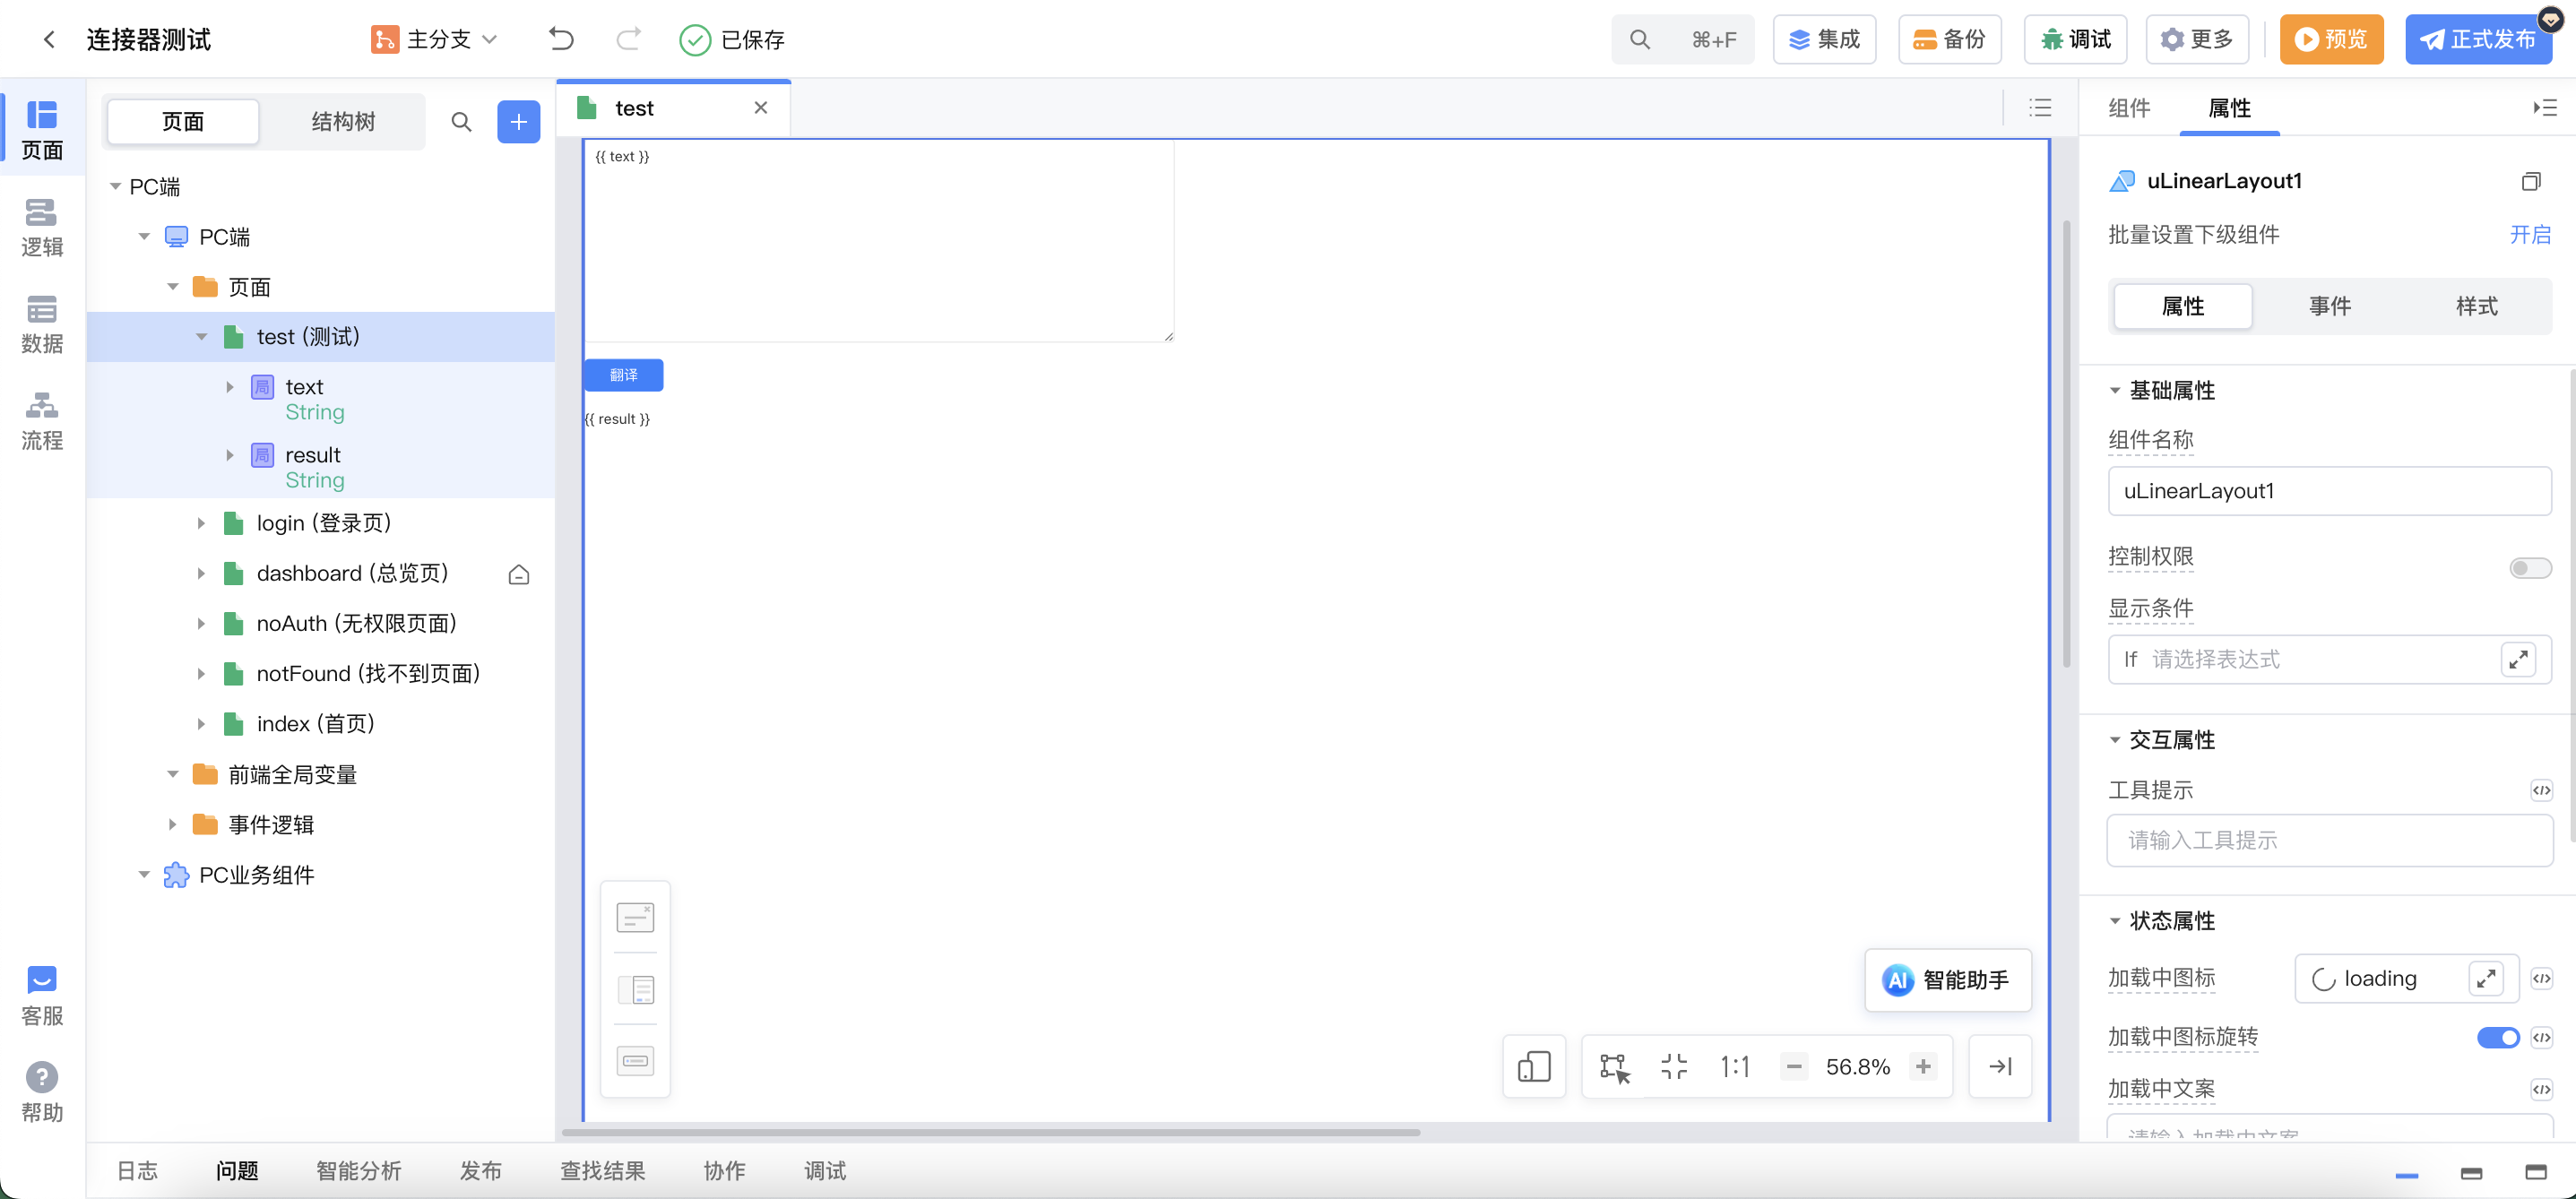 连接器测试
主分支
已保存
⌘+F
集成
备份
调试
更多
预览
正式发布
页面
逻辑
数据
流程
客服
帮助
页面
结构树
PC端
PC端
页面
test (测试)
局 text
String
局 result
String
login (登录页)
dashboard (总览页)
noAuth (无权限页面)
notFound (找不到页面)
index (首页)
前端全局变量
事件逻辑
PC业务组件
test
{{ text }}
翻译
{{ result }}
AI 智能助手
1:1
56.8%
组件
属性
uLinearLayout1
批量设置下级组件
开启
属性
事件
样式
基础属性
组件名称
uLinearLayout1
控制权限
显示条件
If 请选择表达式
交互属性
工具提示
请输入工具提示
状态属性
加载中图标
loading
加载中图标旋转
加载中文案
请输入加载中文案
日志
问题
智能分析
发布
查找结果
协作
调试